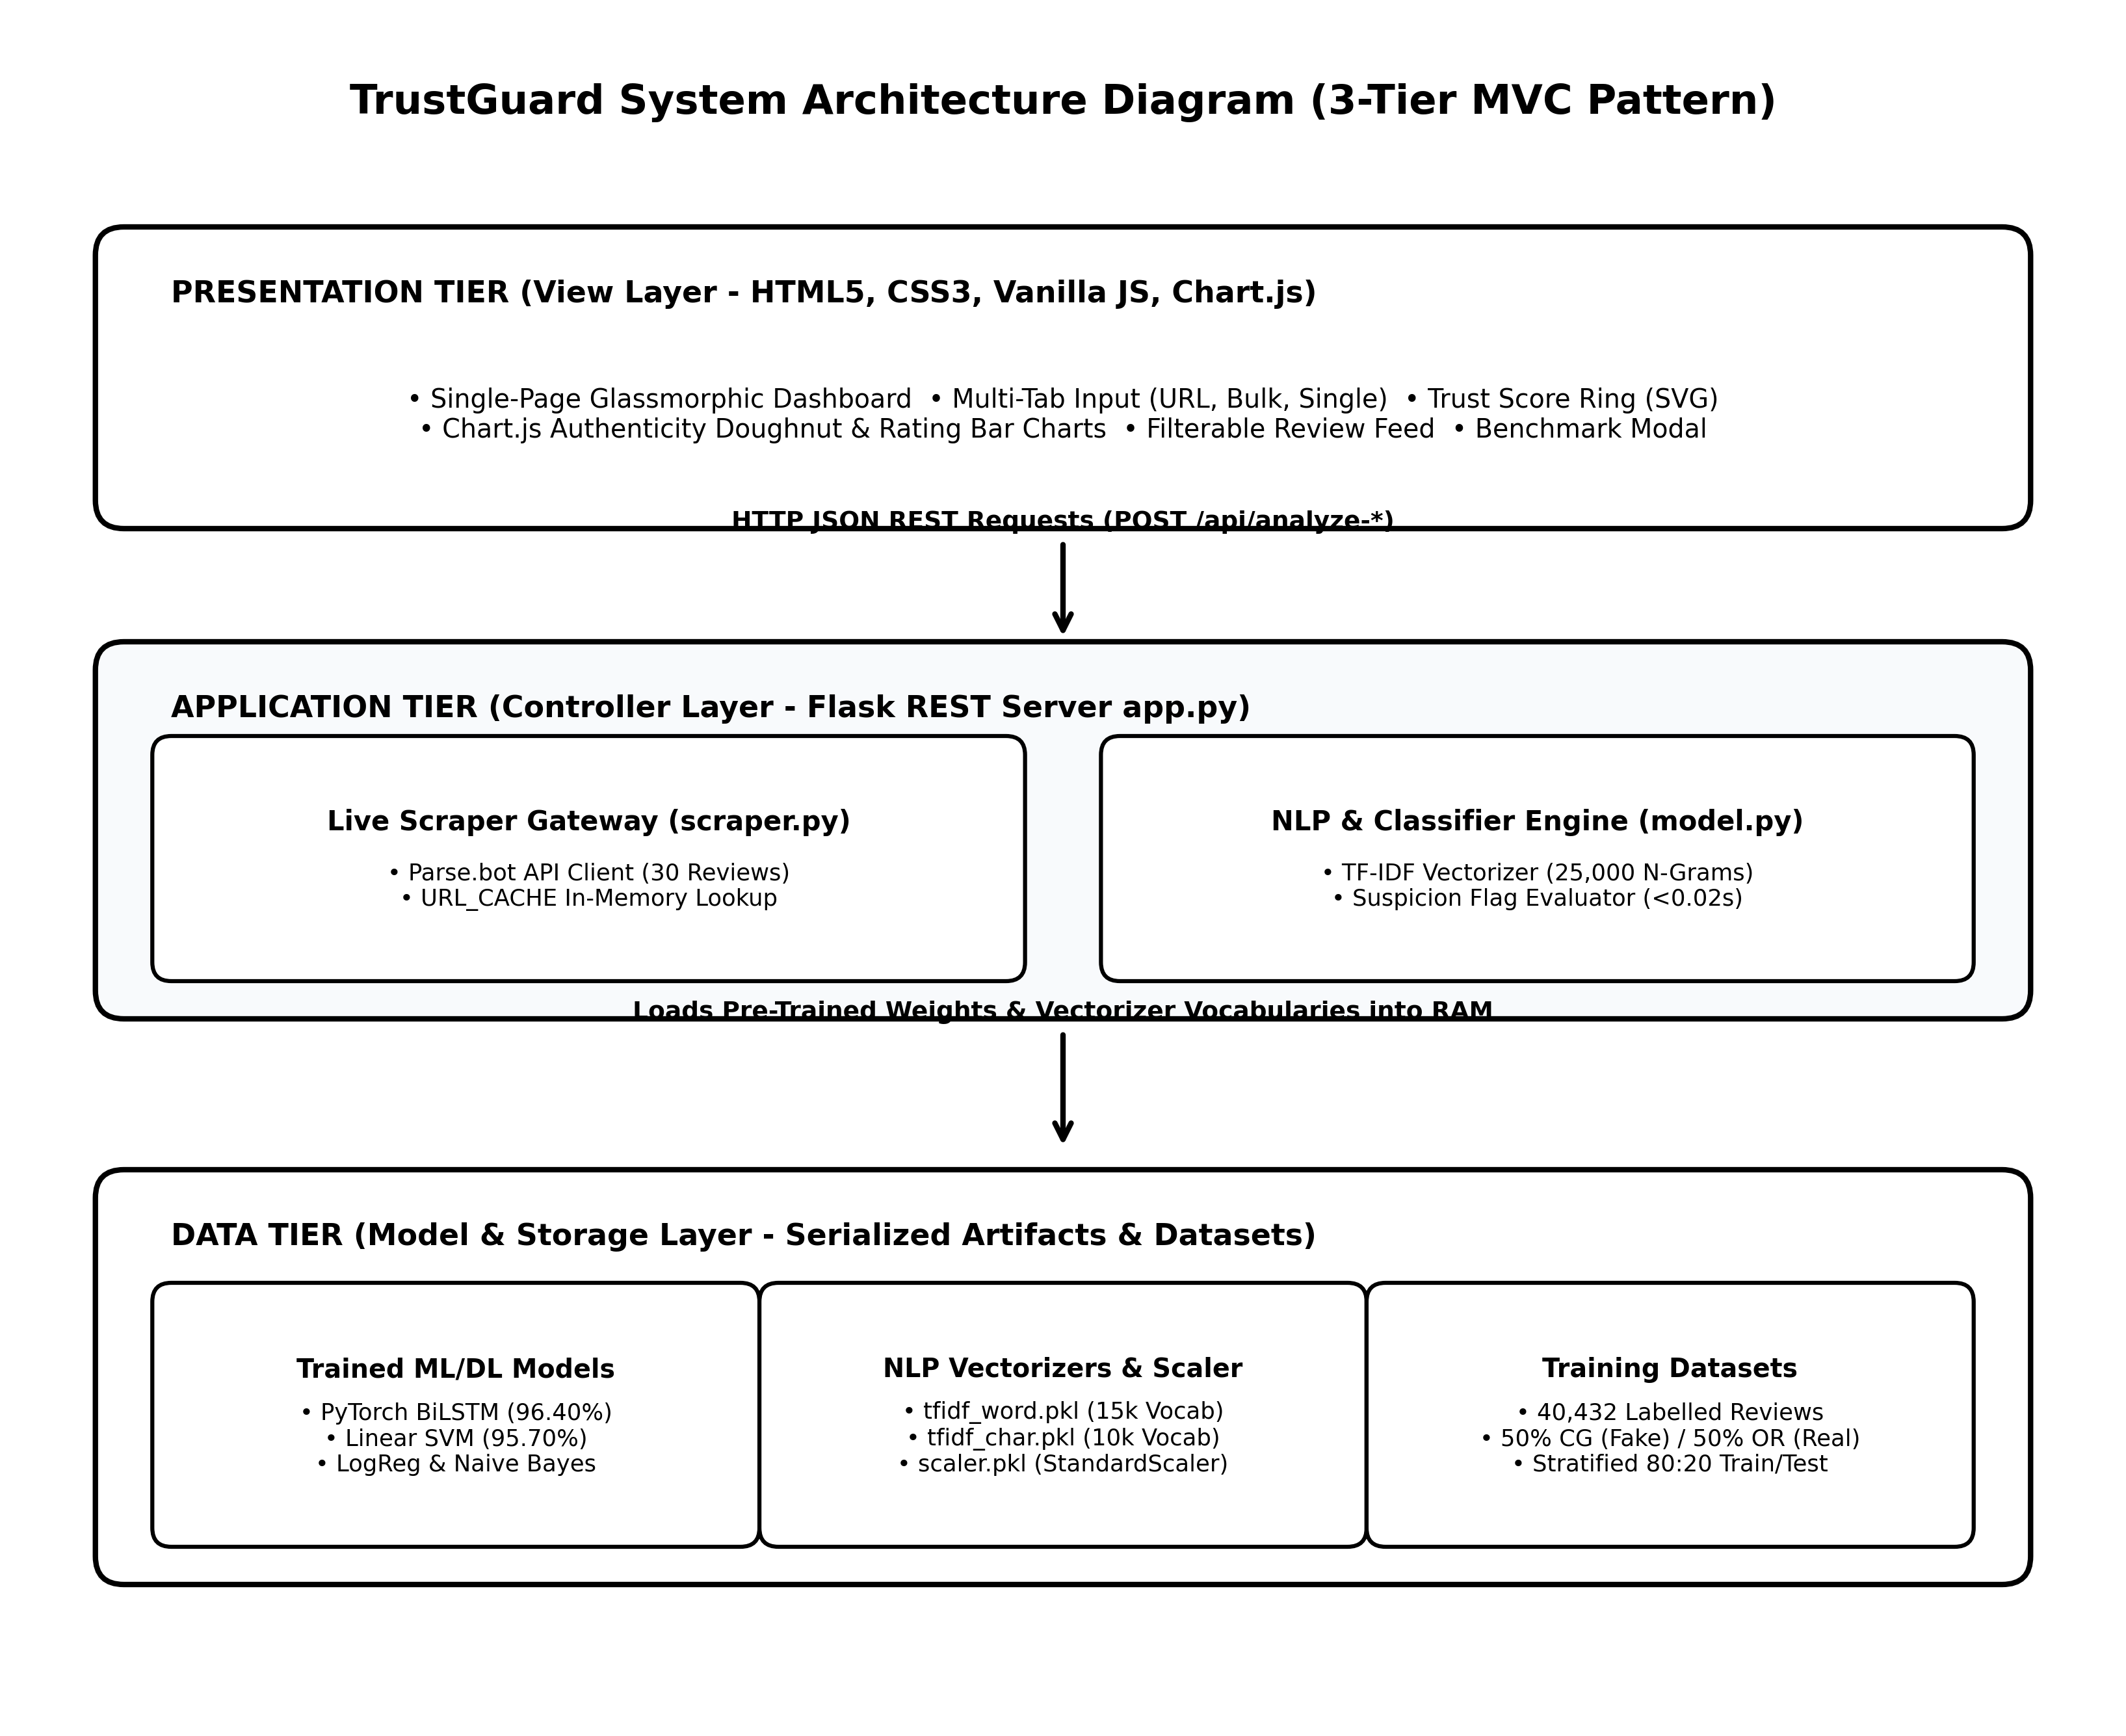 TrustGuard System Architecture Diagram (3-Tier MVC Pattern)
PRESENTATION TIER (View Layer - HTML5, CSS3, Vanilla JS, Chart.js)
• Single-Page Glassmorphic Dashboard • Multi-Tab Input (URL, Bulk, Single) • Trust Score Ring (SVG)
• Chart.js Authenticity Doughnut & Rating Bar Charts • Filterable Review Feed • Benchmark Modal
HTTP JSON REST Requests (POST /api/analyze-*)
APPLICATION TIER (Controller Layer - Flask REST Server app.py)
Live Scraper Gateway (scraper.py)
• Parse.bot API Client (30 Reviews)
• URL_CACHE In-Memory Lookup
NLP & Classifier Engine (model.py)
• TF-IDF Vectorizer (25,000 N-Grams)
• Suspicion Flag Evaluator (<0.02s)
Loads Pre-Trained Weights & Vectorizer Vocabularies into RAM
DATA TIER (Model & Storage Layer - Serialized Artifacts & Datasets)
Trained ML/DL Models
• PyTorch BiLSTM (96.40%)
• Linear SVM (95.70%)
• LogReg & Naive Bayes
NLP Vectorizers & Scaler
• tfidf_word.pkl (15k Vocab)
• tfidf_char.pkl (10k Vocab)
• scaler.pkl (StandardScaler)
Training Datasets
• 40,432 Labelled Reviews
• 50% CG (Fake) / 50% OR (Real)
• Stratified 80:20 Train/Test